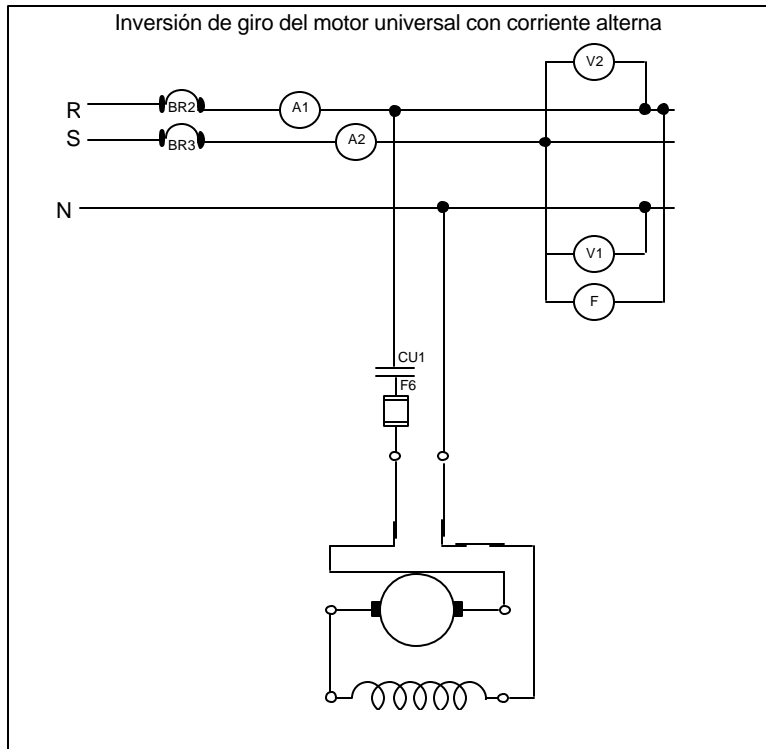 Inversión de giro del motor universal con corriente alterna
V2
R BR2 A1
S BR3 A2
N
V1
F
CU1
F6